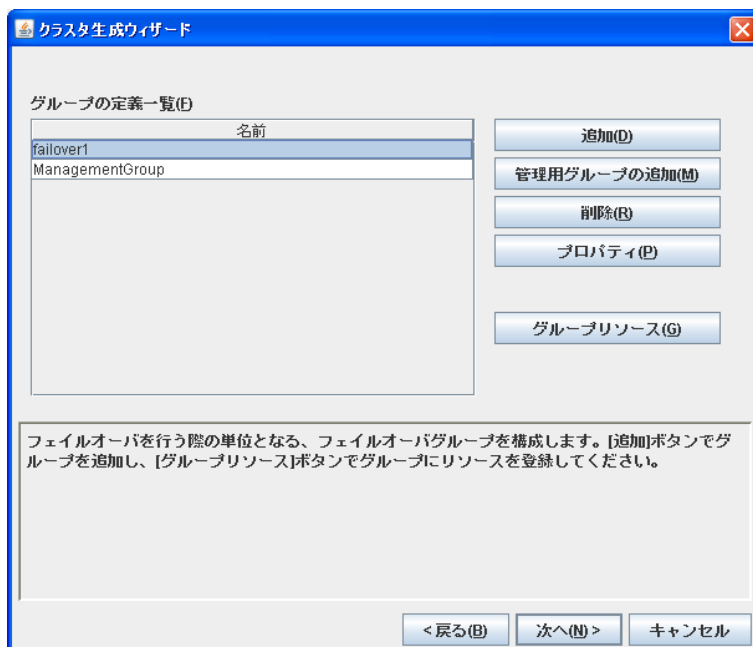 クラスタ生成ウィザード
グループの定義一覧(F)
名前
failover1
ManagementGroup
追加(D)
管理用グループの追加(M)
削除(R)
プロパティ(P)
グループリソース(G)
フェイルオーバを行う際の単位となる、フェイルオーバグループを構成します。[追加]ボタンでグ
ループを追加し、[グループリソース]ボタンでグループにリソースを登録してください。
<戻る(B)
次へ(N)>
キャンセル